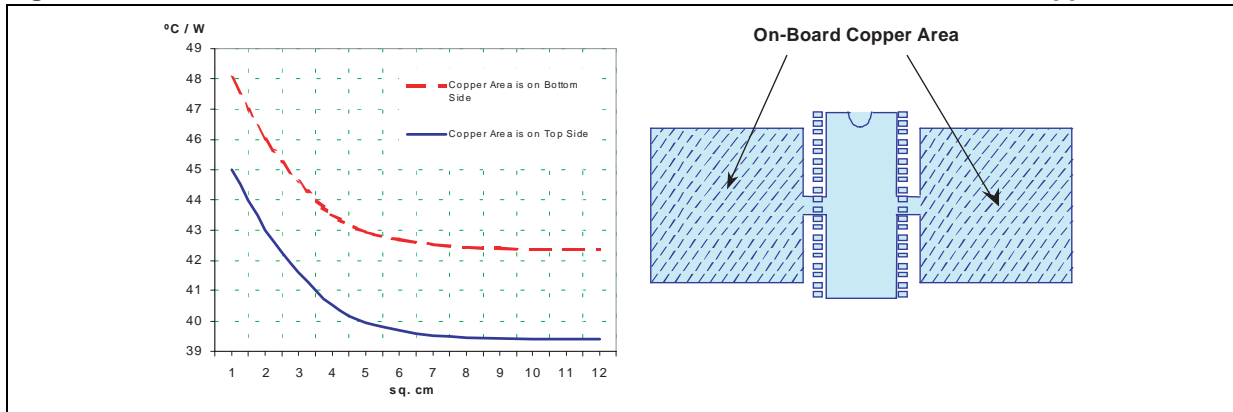 ºC / W
On-Board Copper Area
49
48
47
46
45
44
43
42
41
40
39
Copper Area is on Bottom
Side
Copper Area is on Top Side
1 2 3 4 5 6 7 8 9 10 11 12
sq. cm